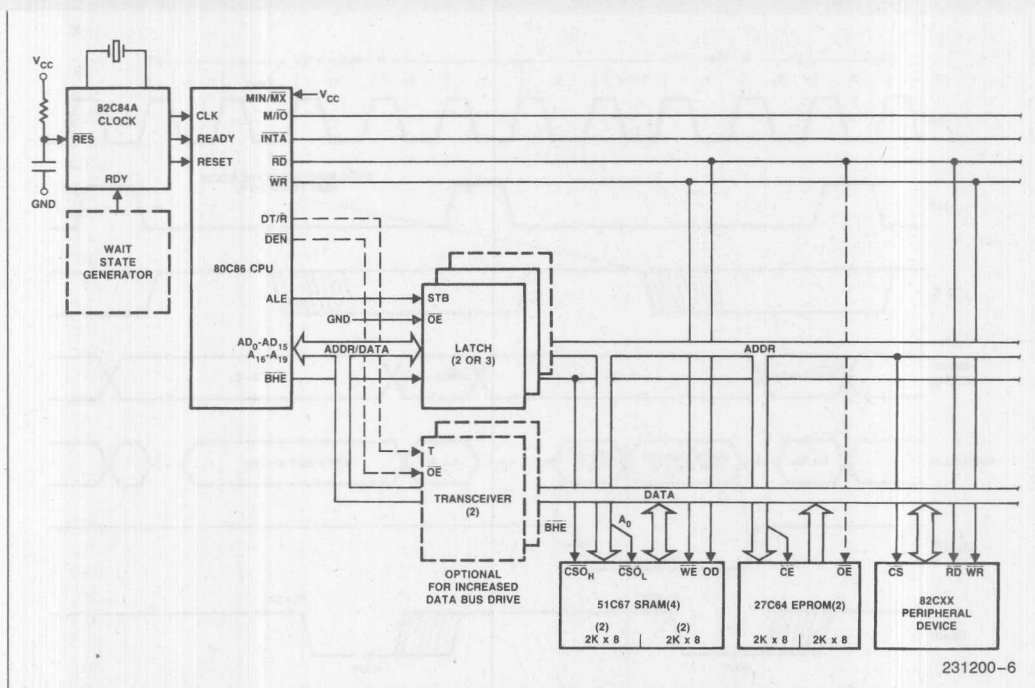 VCC
82C84A
CLOCK
RES
RDY
GND
WAIT
STATE
GENERATOR
CLK
READY
RESET
80C86 CPU
MIN/MX
VCC
M/IO
INTA
RD
WR
DT/R
DEN
ALE
GND
AD0-AD15
A16-A19
ADDR/DATA
BHE
STB
OE
LATCH
(2 OR 3)
ADDR
T
OE
TRANSCEIVER
(2)
OPTIONAL
FOR INCREASED
DATA BUS DRIVE
DATA
BHE
A0
CSOH
CSOL
WE OD
51C67 SRAM(4)
(2)
2K x 8
(2)
2K x 8
CE
OE
27C64 EPROM(2)
2K x 8
2K x 8
CS
RD WR
82CXX
PERIPHERAL
DEVICE
231200-6